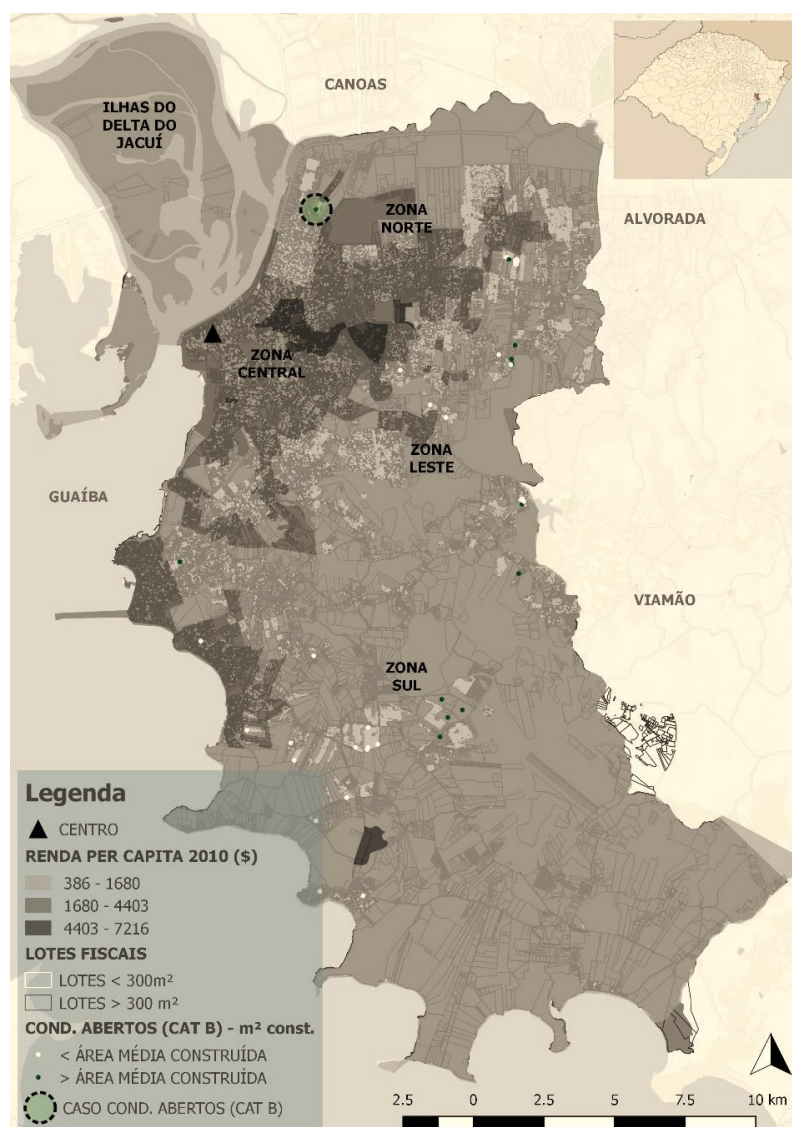 CANOAS
ILHAS DO
DELTA DO
JACUÍ
ZONA
NORTE
ALVORADA
ZONA
CENTRAL
ZONA
LESTE
GUAÍBA
VIAMÃO
ZONA
SUL
Legenda
CENTRO
RENDA PER CAPITA 2010 ($)
386 - 1680
1680 - 4403
4403 - 7216
LOTES FISCAIS
LOTES < 300m²
LOTES > 300 m²
COND. ABERTOS (CAT B) - m² const.
< ÁREA MÉDIA CONSTRUÍDA
> ÁREA MÉDIA CONSTRUÍDA
CASO COND. ABERTOS (CAT B)
2.5 0 2.5 5 7.5 10 km